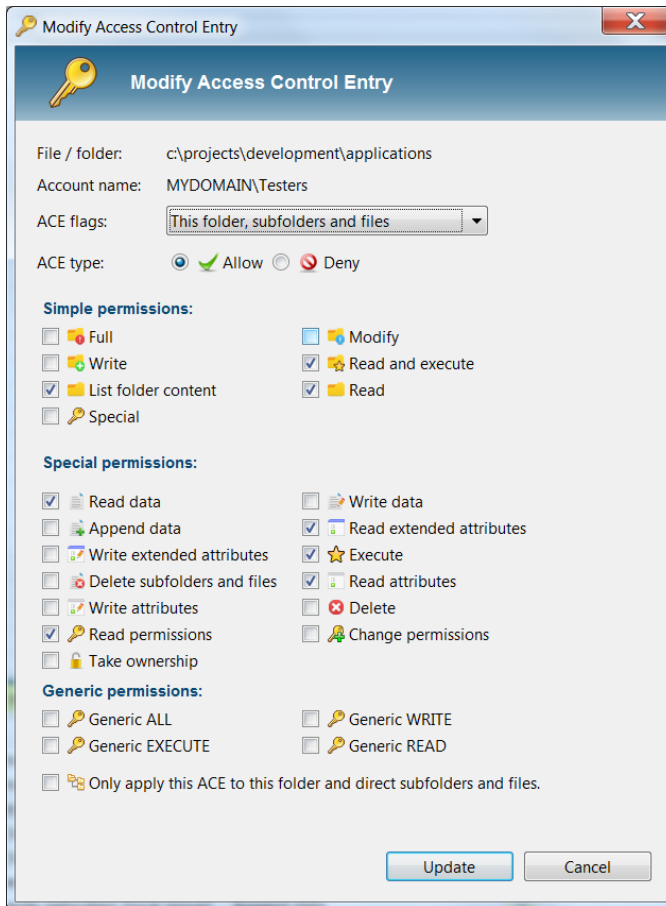 Modify Access Control Entry
Modify Access Control Entry
File / folder: c:\projects\development\applications
Account name: MYDOMAIN\Testers
ACE flags: This folder, subfolders and files
ACE type: Allow Deny
Simple permissions:
Full Modify
Write Read and execute
List folder content Read
Special
Special permissions:
Read data Write data
Append data Read extended attributes
Write extended attributes Execute
Delete subfolders and files Read attributes
Write attributes Delete
Read permissions Change permissions
Take ownership
Generic permissions:
Generic ALL Generic WRITE
Generic EXECUTE Generic READ
Only apply this ACE to this folder and direct subfolders and files.
Update Cancel